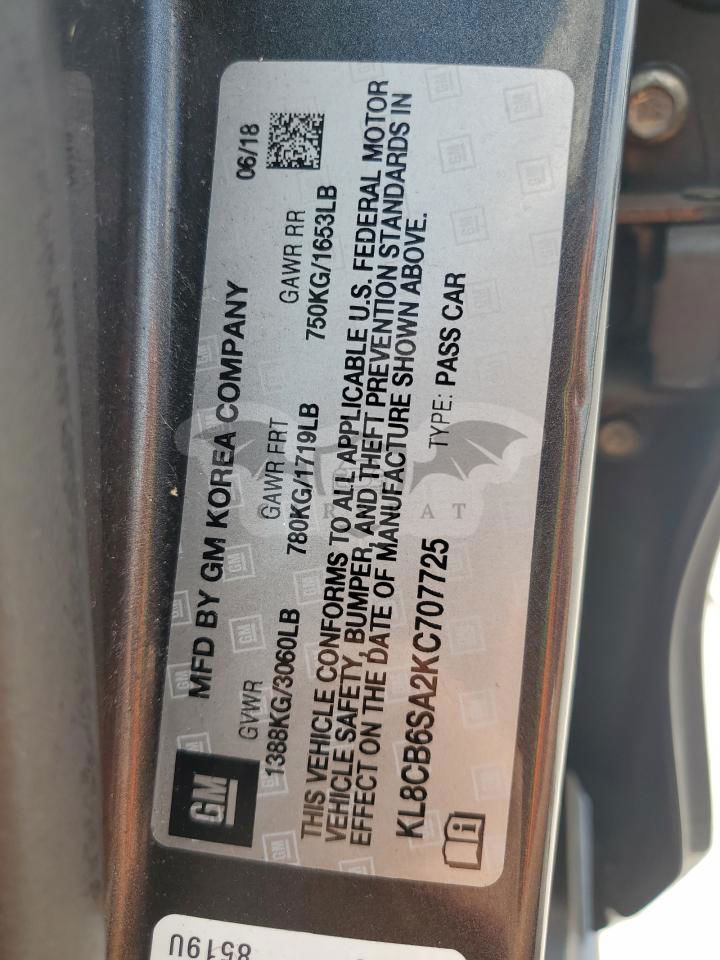 MFD BY GM KOREA COMPANY 06/18
GM
GVWR GAWR FRT GAWR RR
1388KG/3060LB 780KG/1719LB 750KG/1653LB
THIS VEHICLE CONFORMS TO ALL APPLICABLE U.S. FEDERAL MOTOR
VEHICLE SAFETY, BUMPER, AND THEFT PREVENTION STANDARDS IN
EFFECT ON THE DATE OF MANUFACTURE SHOWN ABOVE.
KL8CB6SA2KC707725 TYPE: PASS CAR
8519U